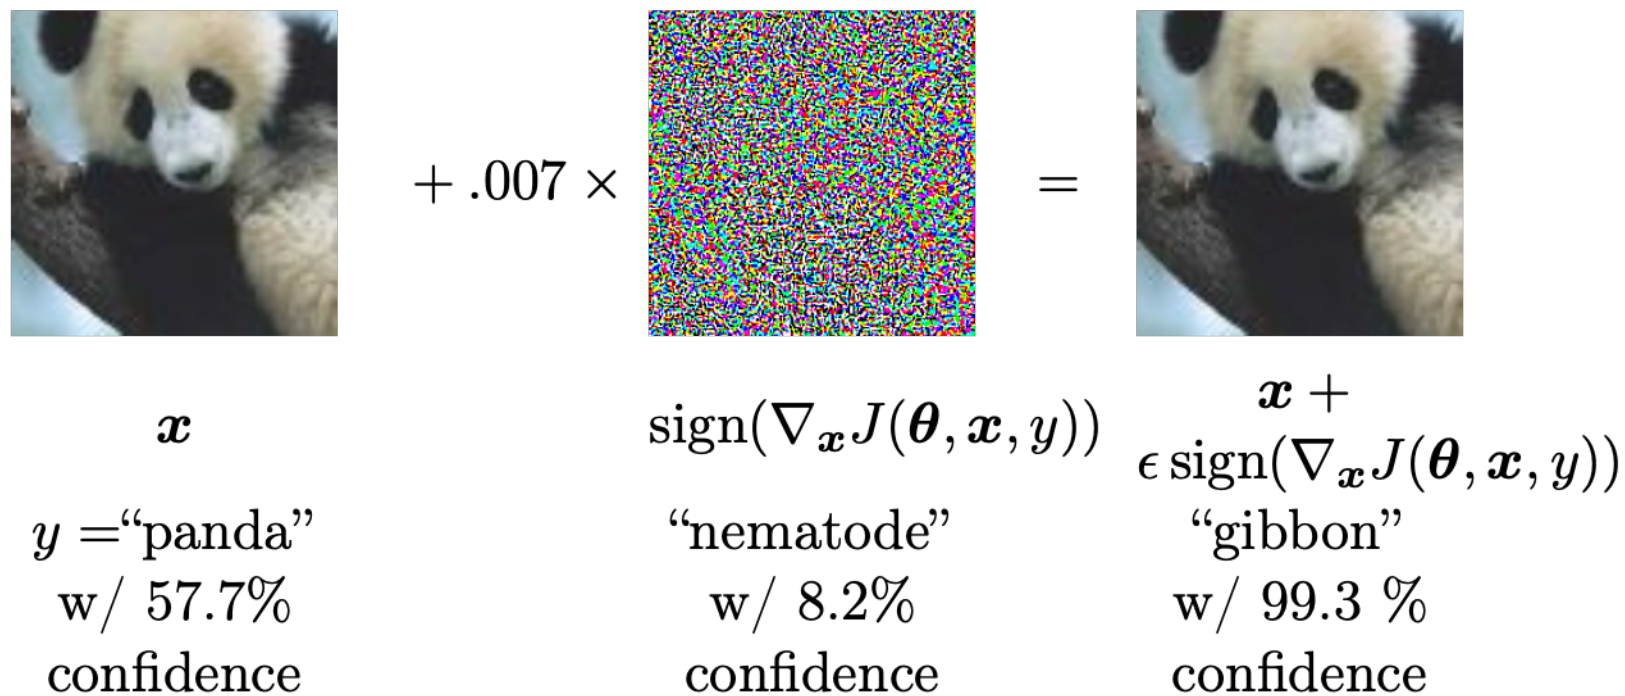 + .007 ×
=
x
y =“panda”
w/ 57.7%
confidence
sign(∇ₓJ(θ, x, y))
“nematode”
w/ 8.2%
confidence
x +
ϵ sign(∇ₓJ(θ, x, y))
“gibbon”
w/ 99.3 %
confidence